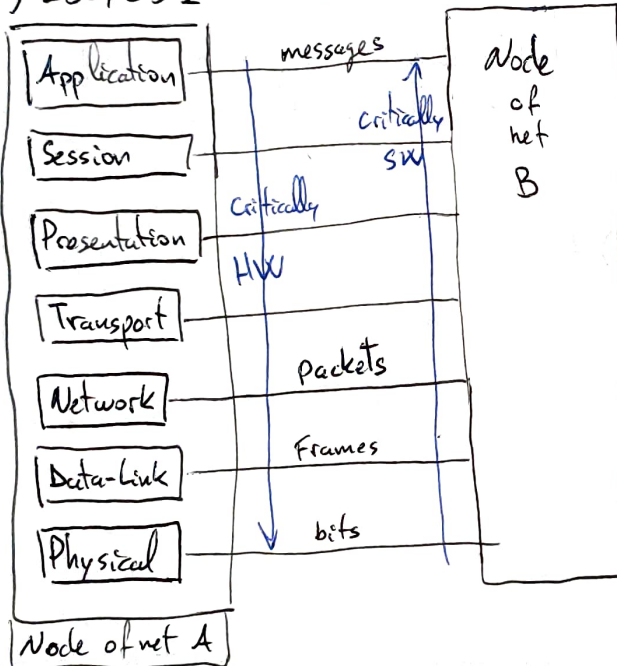 Application
messages
Node
of
net
B
Session
critically
SW
Presentation
critically
HW
Transport
Network
Packets
Data-Link
Frames
Physical
bits
Node of net A